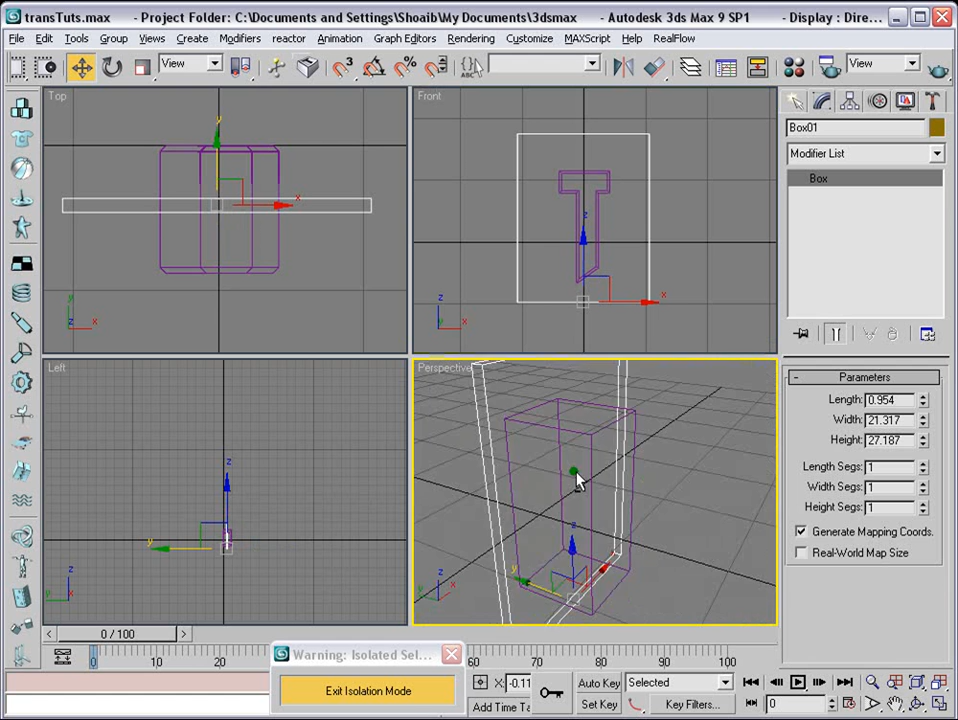 transTuts.max - Project Folder: C:\Documents and Settings\Shoaib\My Documents\3dsmax - Autodesk 3ds Max 9 SP1 - Display : Dire...
File Edit Tools Group Views Create Modifiers reactor Animation Graph Editors Rendering Customize MAXScript Help RealFlow
View
ABC
View
Top
Front
Box01
Modifier List
Box
y
x
z
x
y
x
z
x
Left
Perspective
Parameters
Length: 0.954
Width: 21.317
Height: 27.187
Length Segs: 1
Width Segs: 1
Height Segs: 1
Generate Mapping Coords.
Real-World Map Size
z
y
z
y
z
y
z
x
0 / 100
0 10 20 60 70 80 90 100
Warning: Isolated Sel...
Exit Isolation Mode
X: -0.11
Auto Key Selected
Add Time Ta
Set Key Key Filters...
0